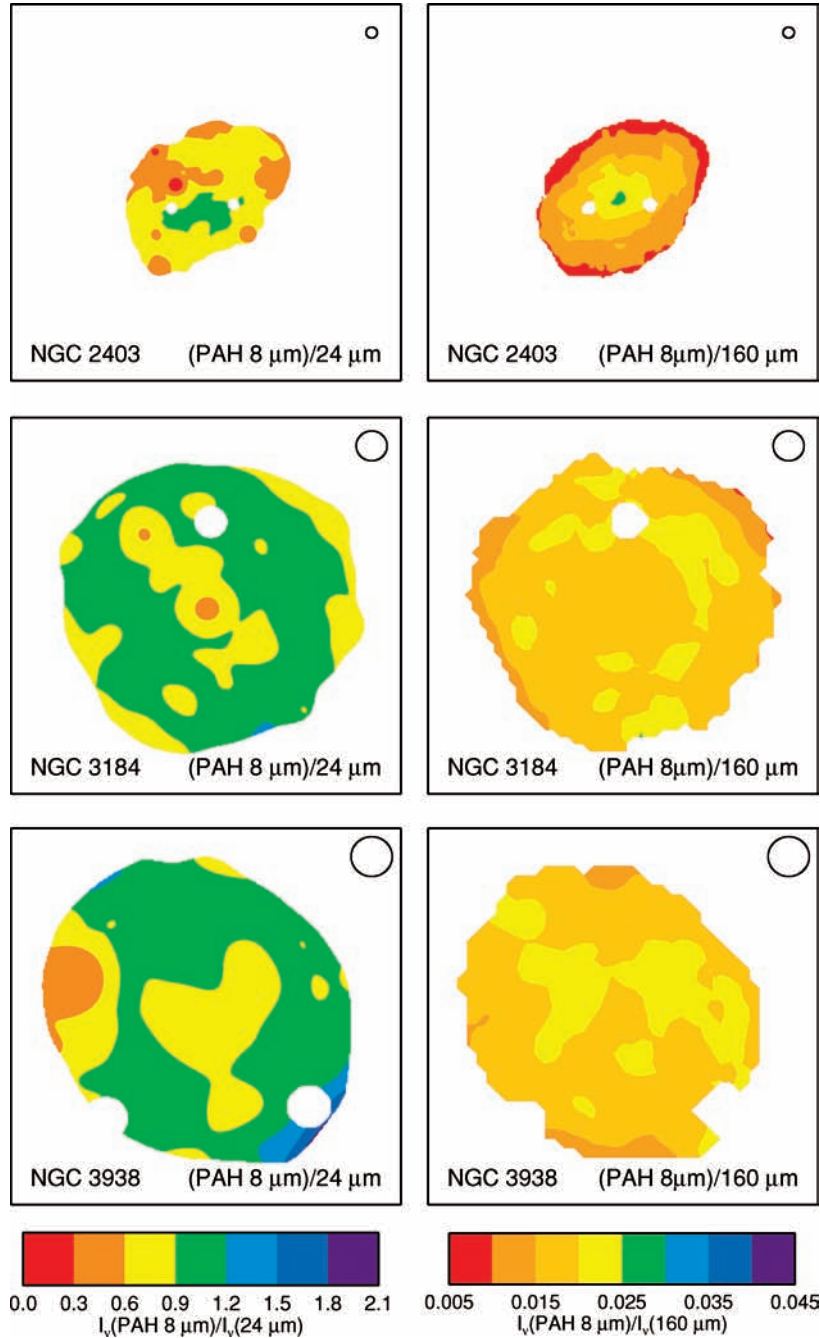 NGC 2403 (PAH 8 μm)/24 μm
NGC 2403 (PAH 8μm)/160 μm
NGC 3184 (PAH 8 μm)/24 μm
NGC 3184 (PAH 8μm)/160 μm
NGC 3938 (PAH 8 μm)/24 μm
NGC 3938 (PAH 8μm)/160 μm
0.0 0.3 0.6 0.9 1.2 1.5 1.8 2.1
Iν(PAH 8 μm)/Iν(24 μm)
0.005 0.015 0.025 0.035 0.045
Iν(PAH 8 μm)/Iν(160 μm)